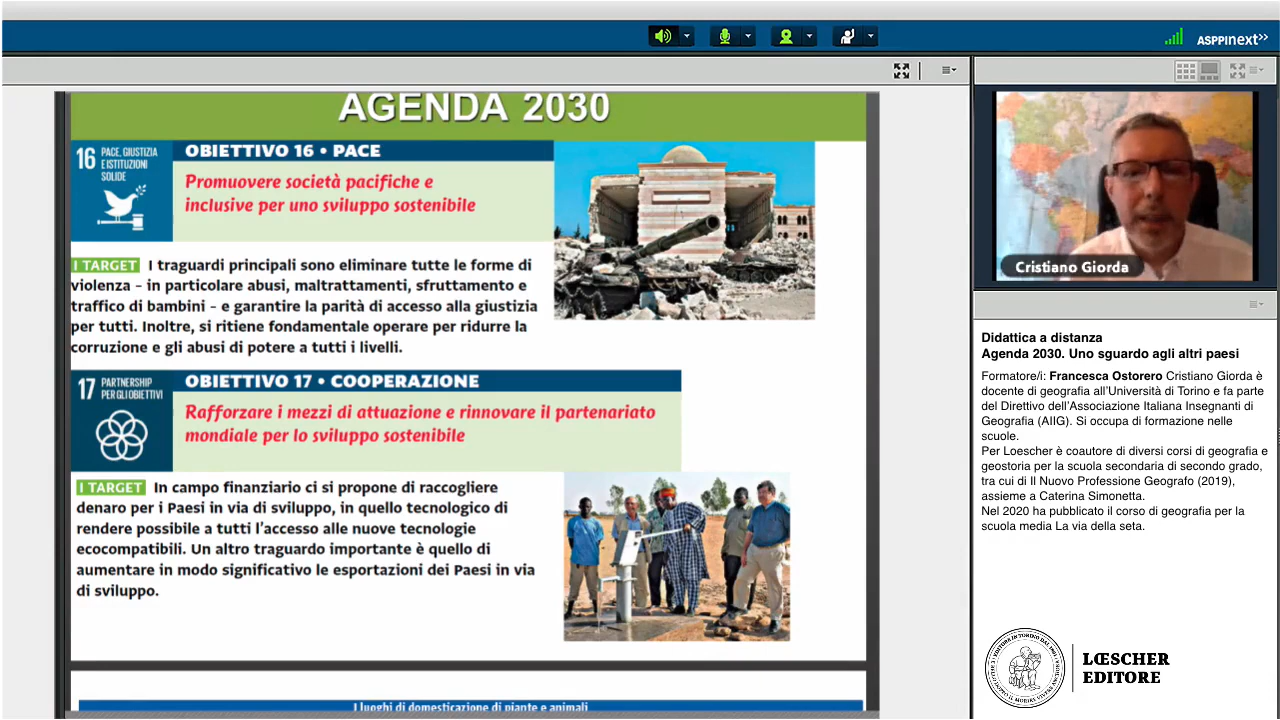 ASPPInext>>
AGENDA 2030
16 PACE, GIUSTIZIA
E ISTITUZIONI
SOLIDE
OBIETTIVO 16 • PACE
Promuovere società pacifiche e
inclusive per uno sviluppo sostenibile
I TARGET I traguardi principali sono eliminare tutte le forme di
violenza – in particolare abusi, maltrattamenti, sfruttamento e
traffico di bambini – e garantire la parità di accesso alla giustizia
per tutti. Inoltre, si ritiene fondamentale operare per ridurre la
corruzione e gli abusi di potere a tutti i livelli.
17 PARTNERSHIP
PER GLI OBIETTIVI
OBIETTIVO 17 • COOPERAZIONE
Rafforzare i mezzi di attuazione e rinnovare il partenariato
mondiale per lo sviluppo sostenibile
I TARGET In campo finanziario ci si propone di raccogliere
denaro per i Paesi in via di sviluppo, in quello tecnologico di
rendere possibile a tutti l'accesso alle nuove tecnologie
ecocompatibili. Un altro traguardo importante è quello di
aumentare in modo significativo le esportazioni dei Paesi in via
di sviluppo.
I luoghi di domesticazione di piante e animali
Cristiano Giorda
Didattica a distanza
Agenda 2030. Uno sguardo agli altri paesi
Formatore/i: Francesca Ostorero Cristiano Giorda è
docente di geografia all'Università di Torino e fa parte
del Direttivo dell'Associazione Italiana Insegnanti di
Geografia (AIIG). Si occupa di formazione nelle
scuole.
Per Loescher è coautore di diversi corsi di geografia e
geostoria per la scuola secondaria di secondo grado,
tra cui di Il Nuovo Professione Geografo (2019),
assieme a Caterina Simonetta.
Nel 2020 ha pubblicato il corso di geografia per la
scuola media La via della seta.
LŒSCHER
EDITORE